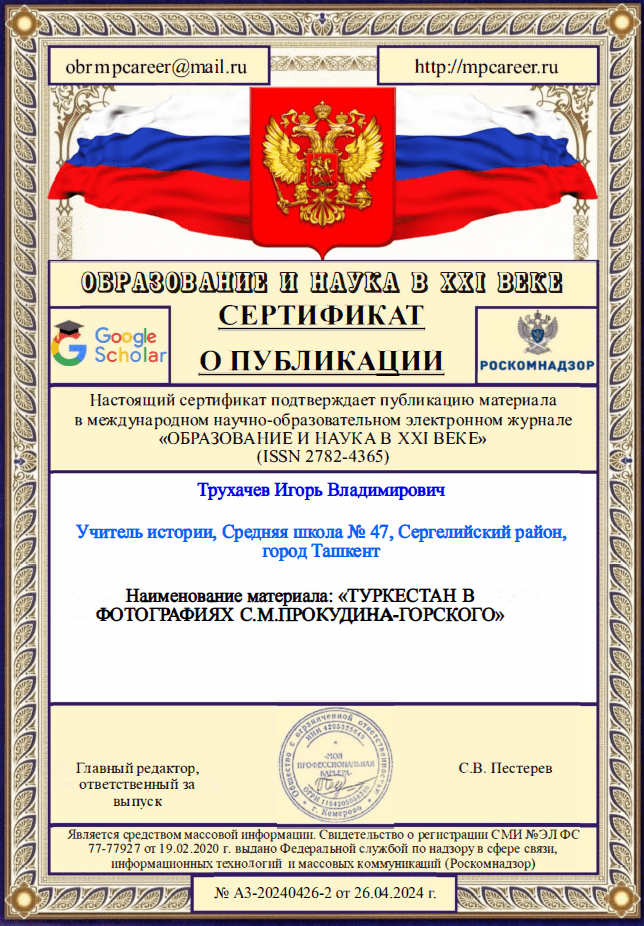 obrmpcareer@mail.ru
http://mpcareer.ru
ОБРАЗОВАНИЕ И НАУКА В XXI ВЕКЕ
СЕРТИФИКАТ
О ПУБЛИКАЦИИ
Google
Scholar
РОСКОМНАДЗОР
Настоящий сертификат подтверждает публикацию материала
в международном научно-образовательном электронном журнале
«ОБРАЗОВАНИЕ И НАУКА В XXI ВЕКЕ»
(ISSN 2782-4365)
Трухачев Игорь Владимирович
Учитель истории, Средняя школа № 47, Сергелийский район,
город Ташкент
Наименование материала: «ТУРКЕСТАН В
ФОТОГРАФИЯХ С.М.ПРОКУДИНА-ГОРСКОГО»
Главный редактор,
ответственный за
выпуск
Общество с ограниченной ответственностью
«МОЯ
ПРОФЕССИОНАЛЬНАЯ
КАРЬЕРА»
г. Кемерово
С.В. Пестерев
Является средством массовой информации. Свидетельство о регистрации СМИ №ЭЛ ФС
77-77927 от 19.02.2020 г. выдано Федеральной службой по надзору в сфере связи,
информационных технологий и массовых коммуникаций (Роскомнадзор)
№ А3-20240426-2 от 26.04.2024 г.